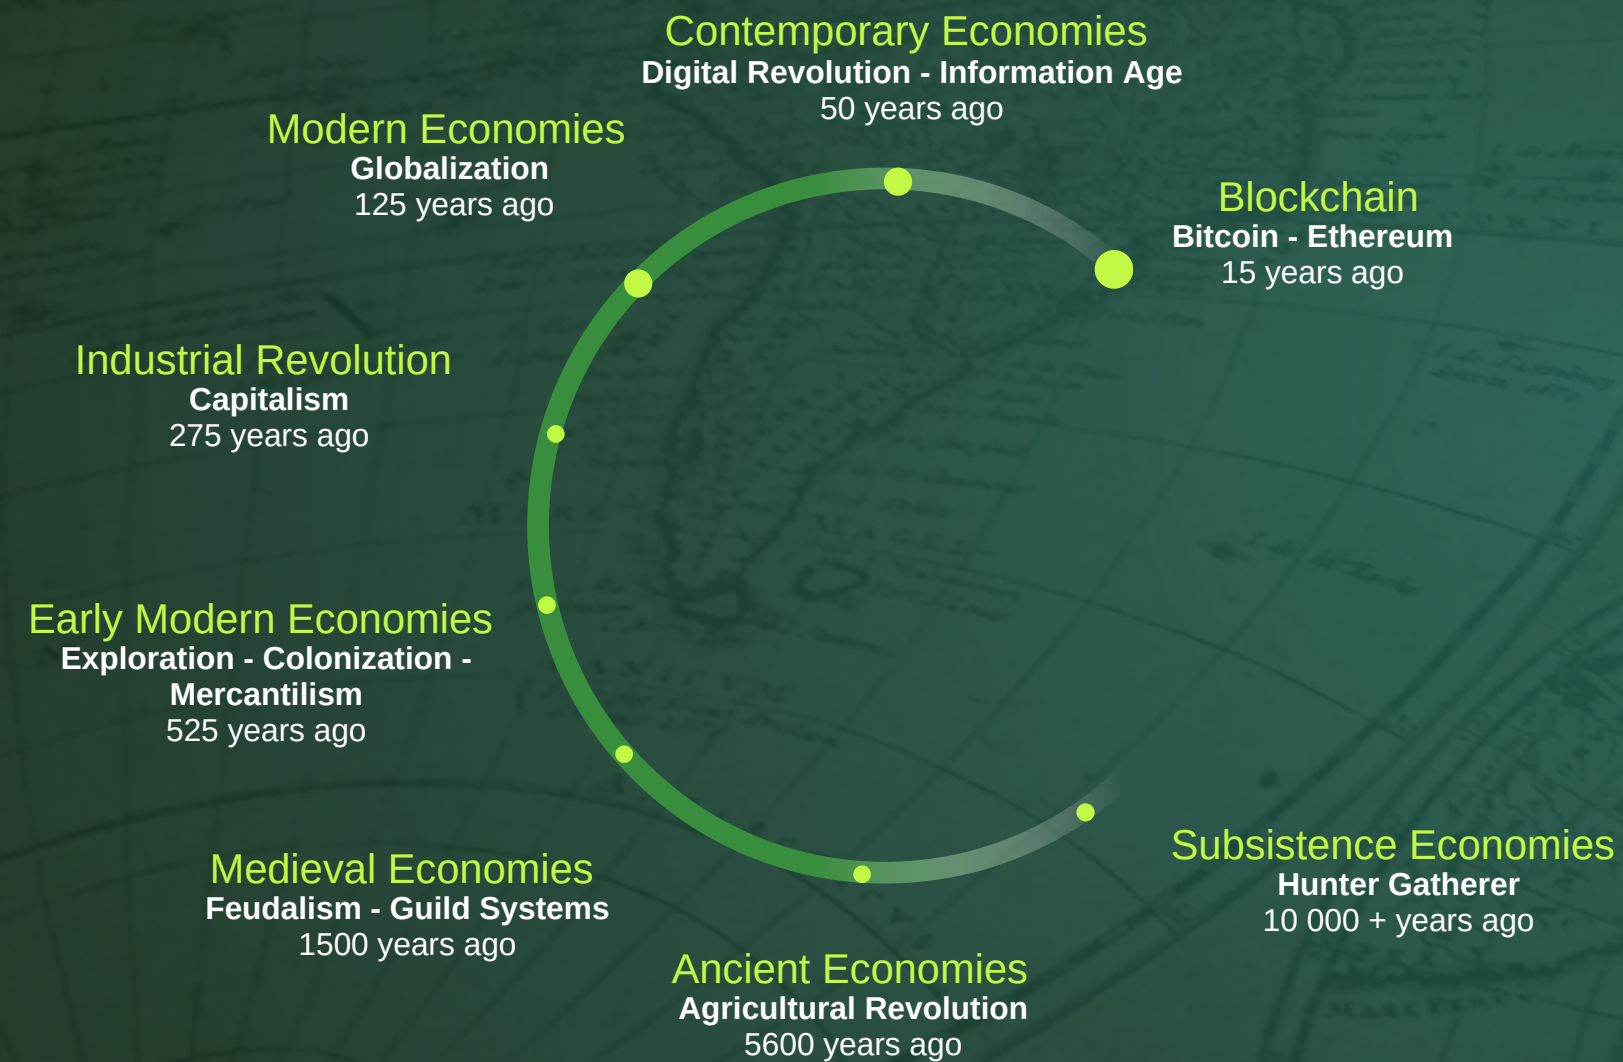 Contemporary Economies
Digital Revolution - Information Age
50 years ago
Modern Economies
Globalization
125 years ago
Blockchain
Bitcoin - Ethereum
15 years ago
Industrial Revolution
Capitalism
275 years ago
Early Modern Economies
Exploration - Colonization -
Mercantilism
525 years ago
Medieval Economies
Feudalism - Guild Systems
1500 years ago
Subsistence Economies
Hunter Gatherer
10 000 + years ago
Ancient Economies
Agricultural Revolution
5600 years ago